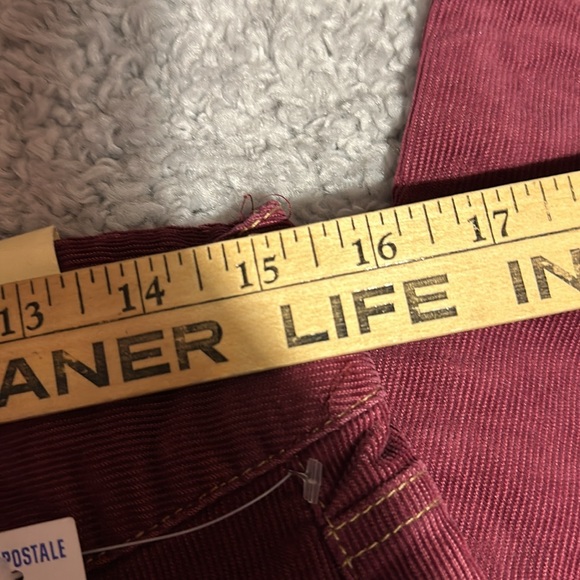 13 14 15 16 17
ANER LIFE IN
POSTALE